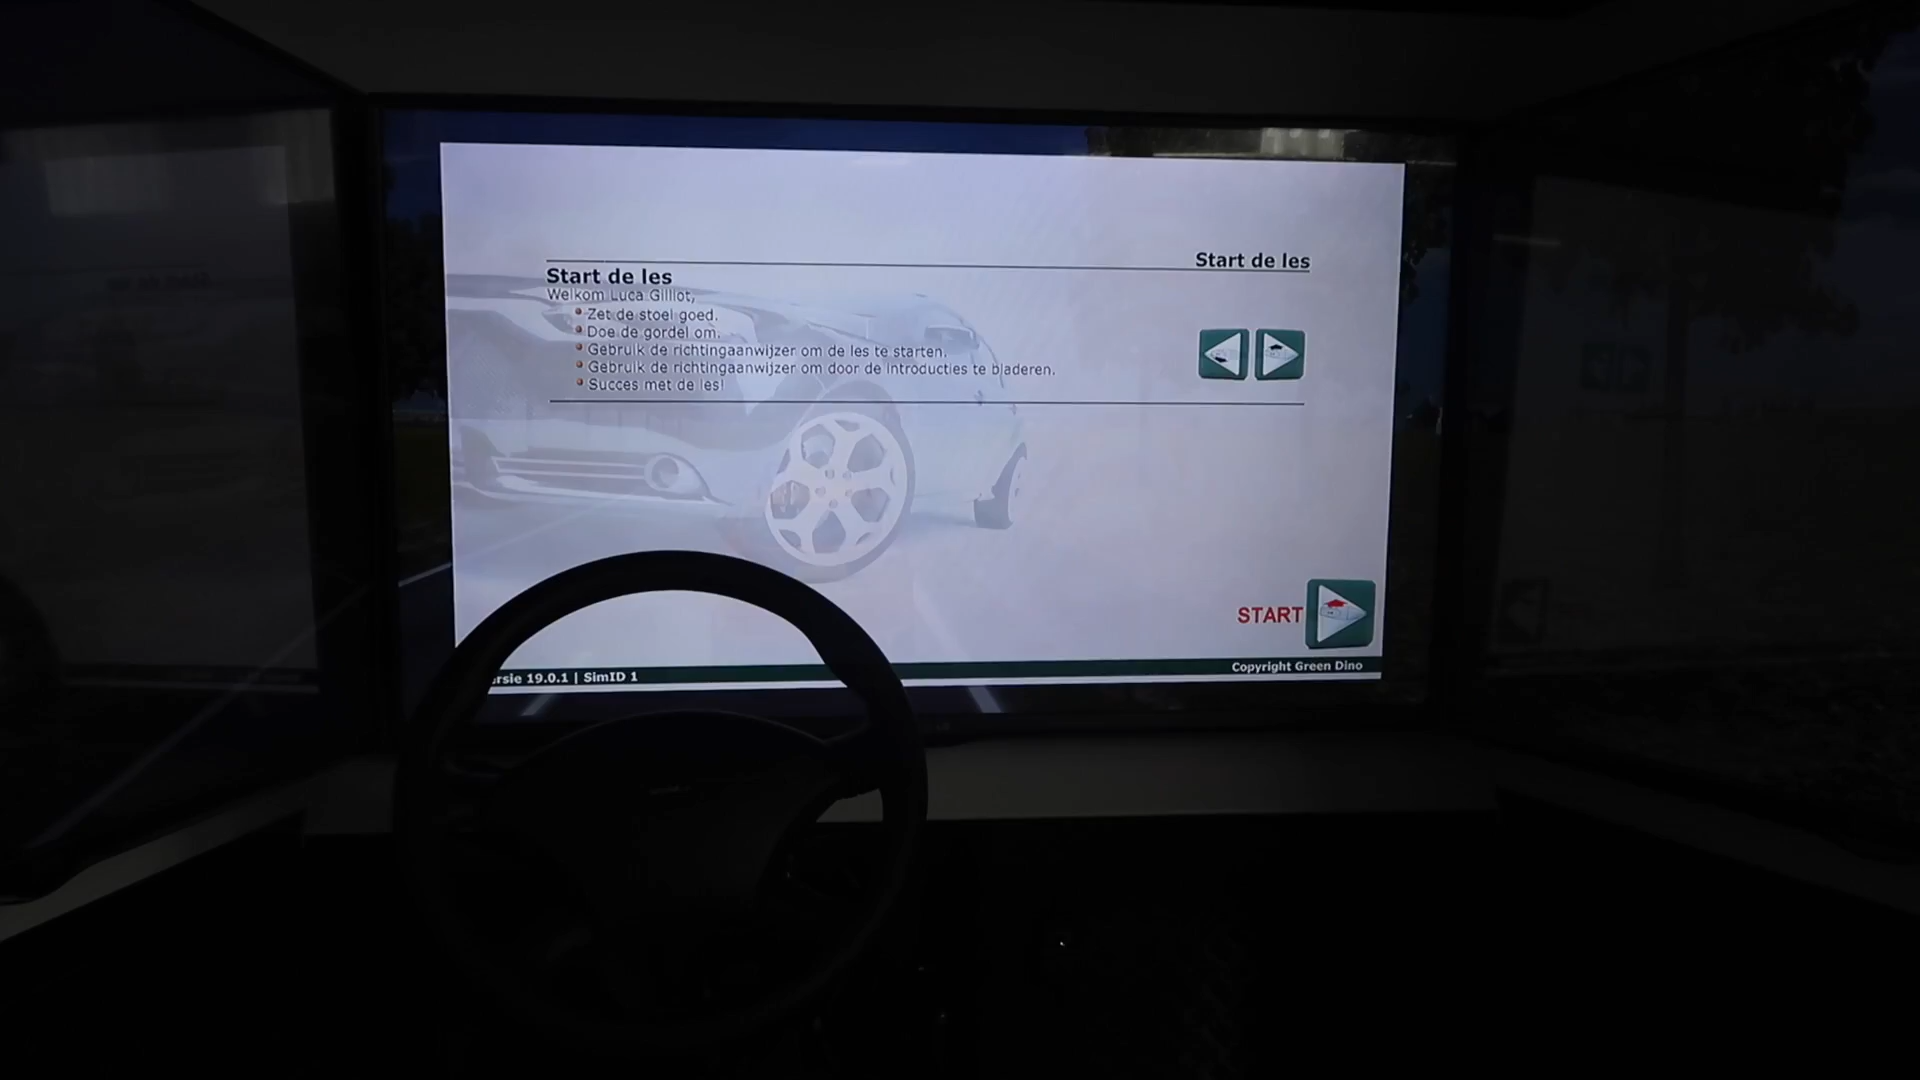 Start de les
Start de les
Welkom Luca Gilliot,
Zet de stoel goed.
Doe de gordel om.
Gebruik de richtingaanwijzer om de les te starten.
Gebruik de richtingaanwijzer om door de introducties te bladeren.
Succes met de les!
START
ersie 19.0.1 | SimID 1
Copyright Green Dino